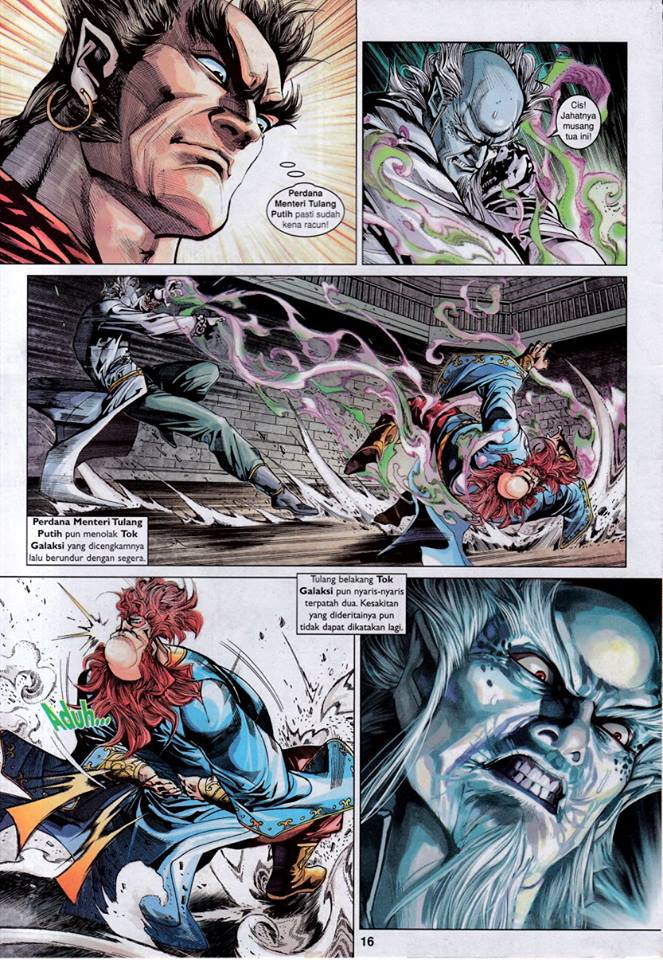 Perdana
Menteri Tulang
Putih pasti sudah
kena racun!
Cis!
Jahatnya
musang
tua ini!
Perdana Menteri Tulang
Putih pun menolak Tok
Galaksi yang dicengkamnya
lalu berundur dengan segera.
Tulang belakang Tok
Galaksi pun nyaris-nyaris
terpatah dua. Kesakitan
yang dideritainya pun
tidak dapat dikatakan lagi.
Aduh...
16